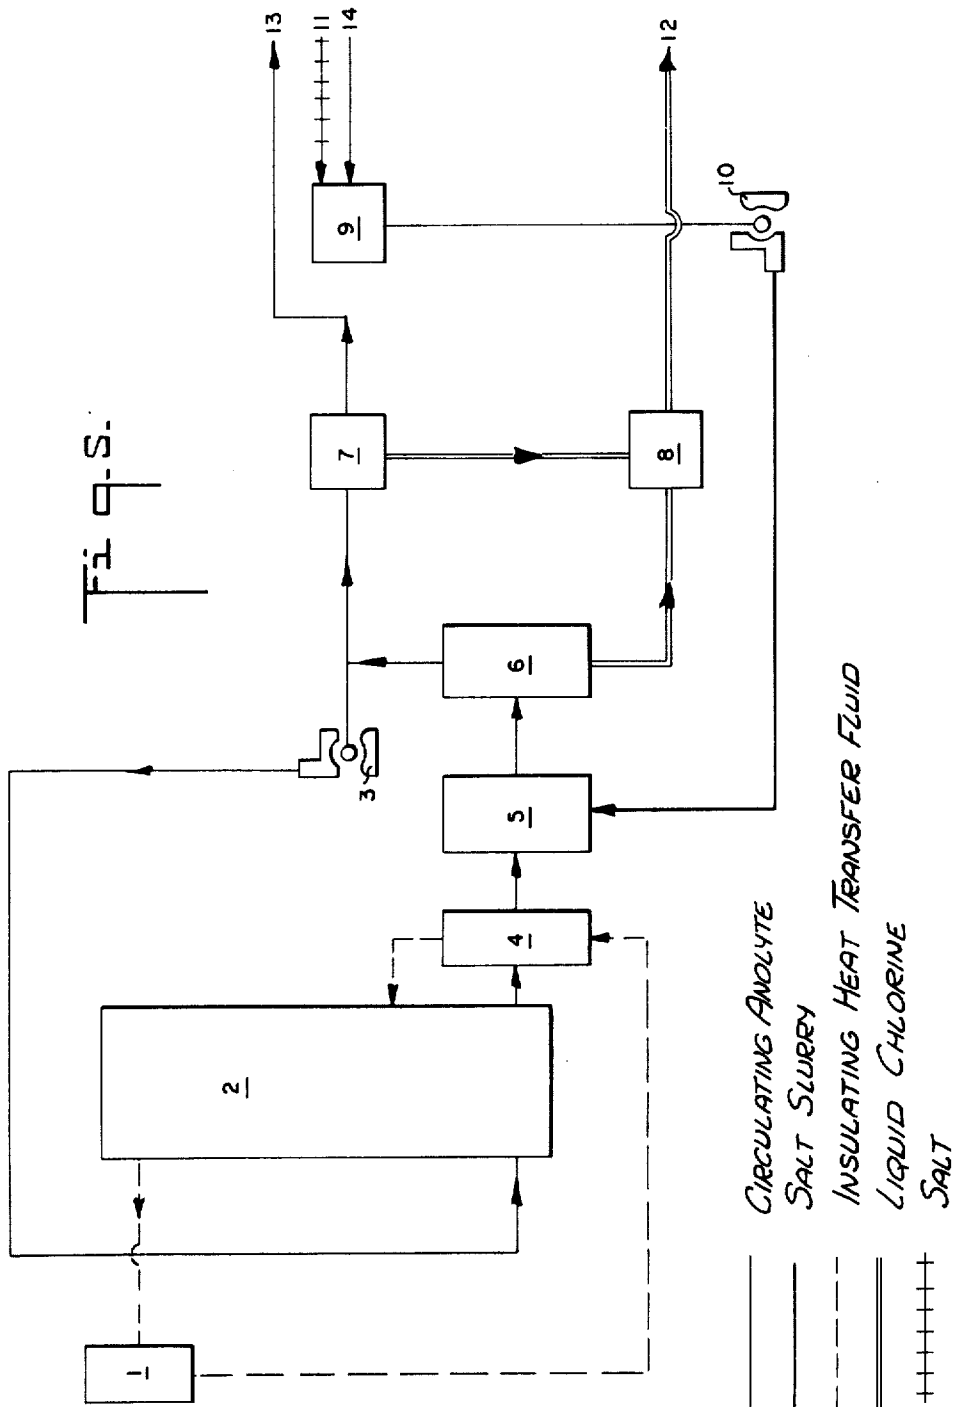 Fig. 5.
13
11
14
12
9
10
7
8
6
3
5
4
2
1
CIRCULATING ANOLYTE
SALT SLURRY
INSULATING HEAT TRANSFER FLUID
LIQUID CHLORINE
SALT